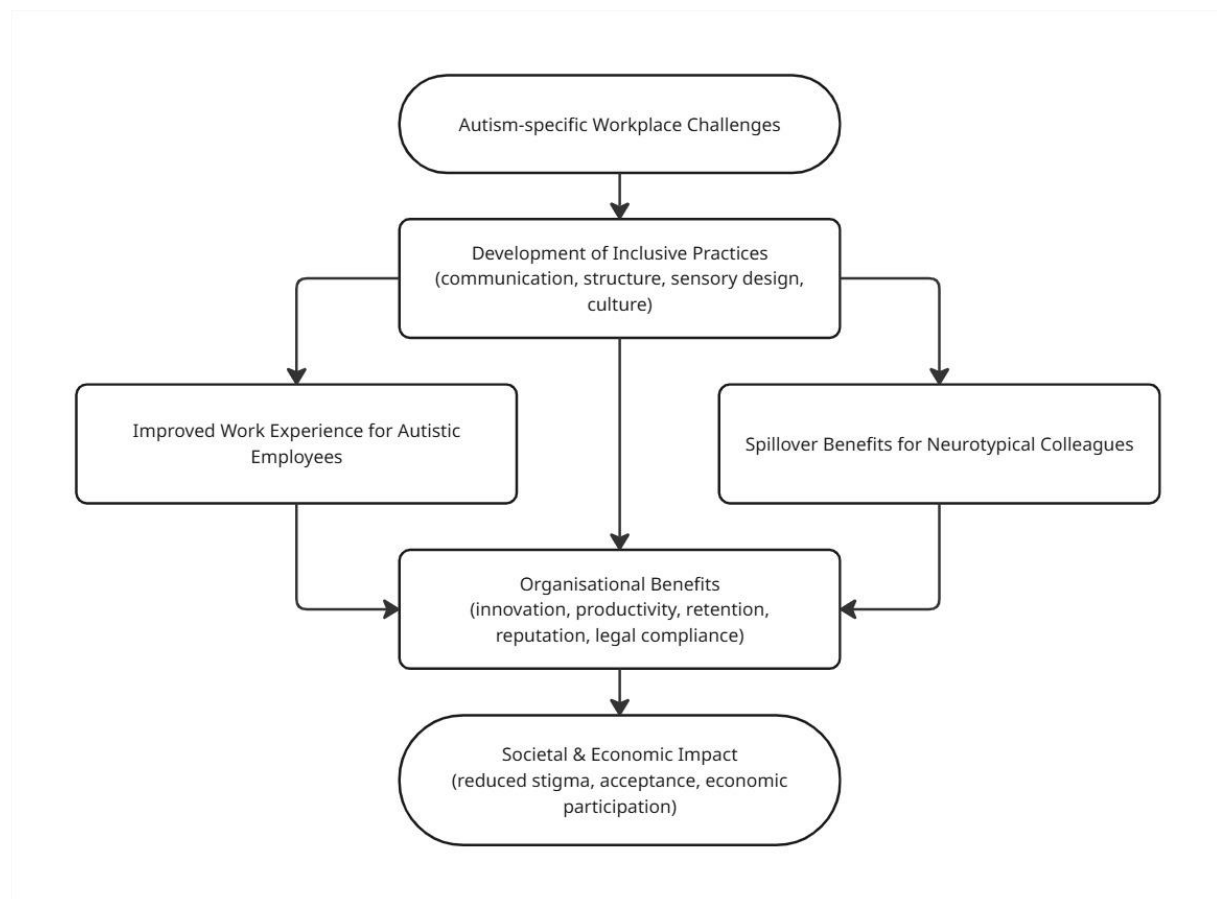 Autism-specific Workplace Challenges
Development of Inclusive Practices
(communication, structure, sensory design,
culture)
Improved Work Experience for Autistic
Employees
Spillover Benefits for Neurotypical Colleagues
Organisational Benefits
(innovation, productivity, retention,
reputation, legal compliance)
Societal & Economic Impact
(reduced stigma, acceptance, economic
participation)